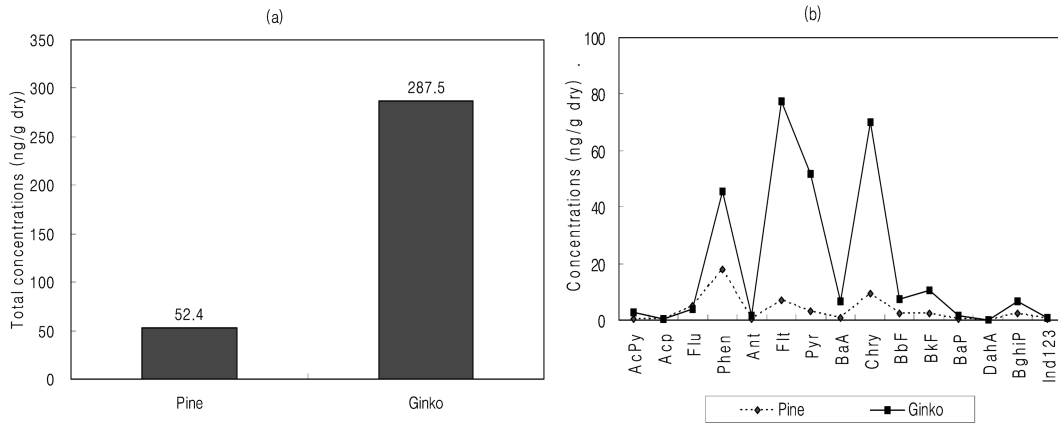 (a)
Total concentrations (ng/g dry)
350
300
250
200
150
100
50
0
52.4
287.5
Pine
Ginko
(b)
Concentrations (ng/g dry)
100
80
60
40
20
0
AcPy
Acp
Flu
Phen
Ant
Flt
Pyr
BaA
Chry
BbF
BkF
BaP
DahA
BghiP
Ind123
Pine
Ginko